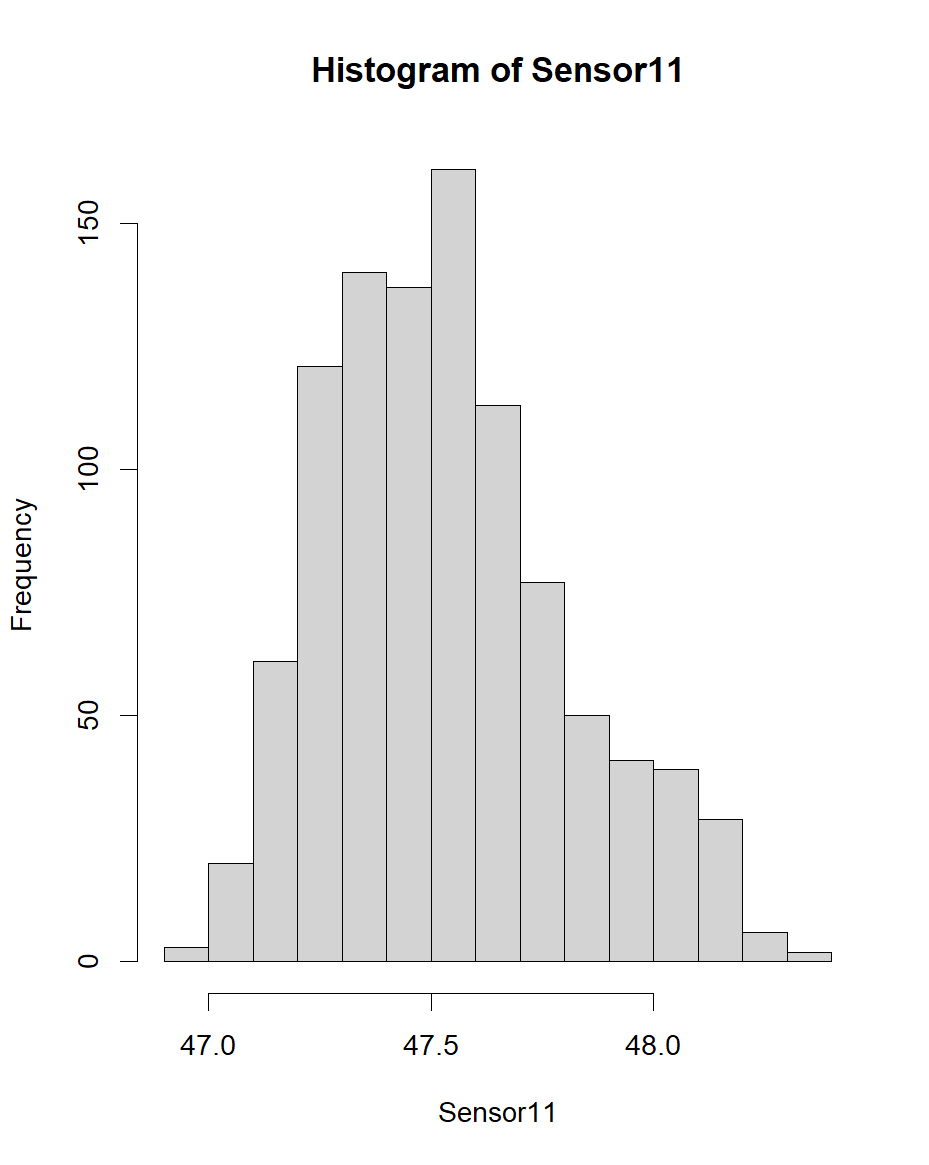 Histogram of Sensor11
150
100
50
0
Frequency
47.0 47.5 48.0
Sensor11